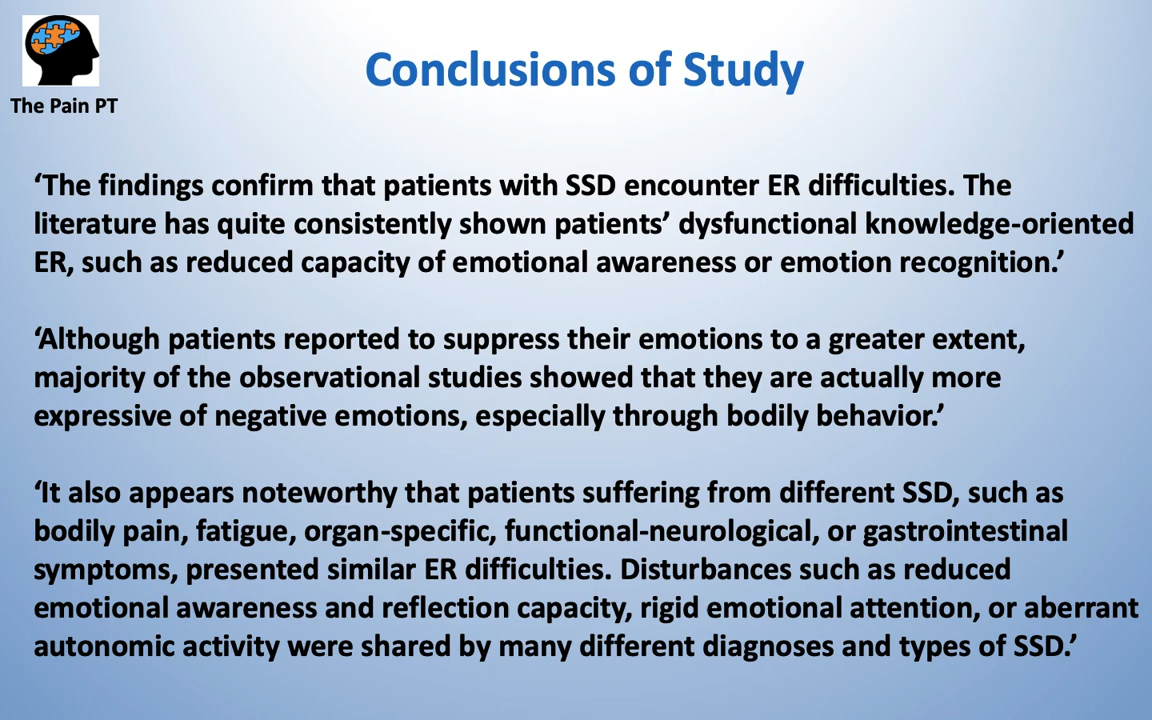 The Pain PT
Conclusions of Study
‘The findings confirm that patients with SSD encounter ER difficulties. The
literature has quite consistently shown patients’ dysfunctional knowledge-oriented
ER, such as reduced capacity of emotional awareness or emotion recognition.’
‘Although patients reported to suppress their emotions to a greater extent,
majority of the observational studies showed that they are actually more
expressive of negative emotions, especially through bodily behavior.’
‘It also appears noteworthy that patients suffering from different SSD, such as
bodily pain, fatigue, organ-specific, functional-neurological, or gastrointestinal
symptoms, presented similar ER difficulties. Disturbances such as reduced
emotional awareness and reflection capacity, rigid emotional attention, or aberrant
autonomic activity were shared by many different diagnoses and types of SSD.’